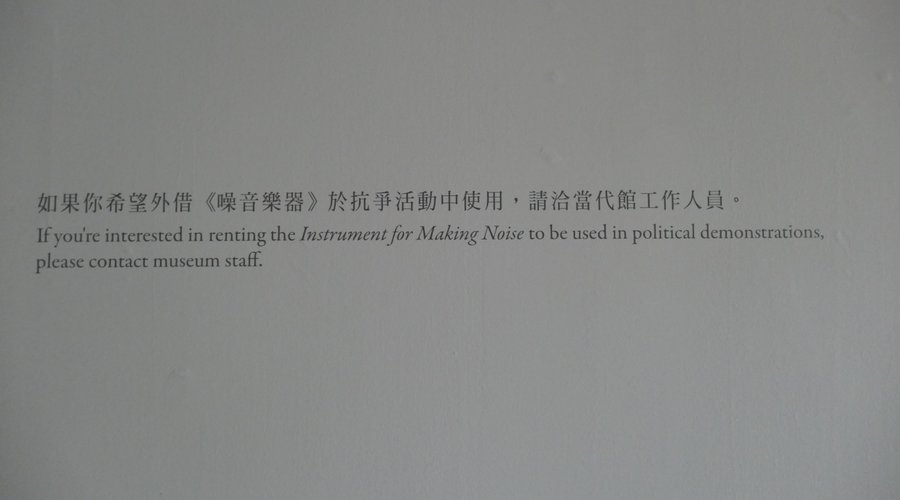 如果你希望外借《噪音樂器》於抗爭活動中使用，請洽當代館工作人員。
If you're interested in renting the Instrument for Making Noise to be used in political demonstrations,
please contact museum staff.